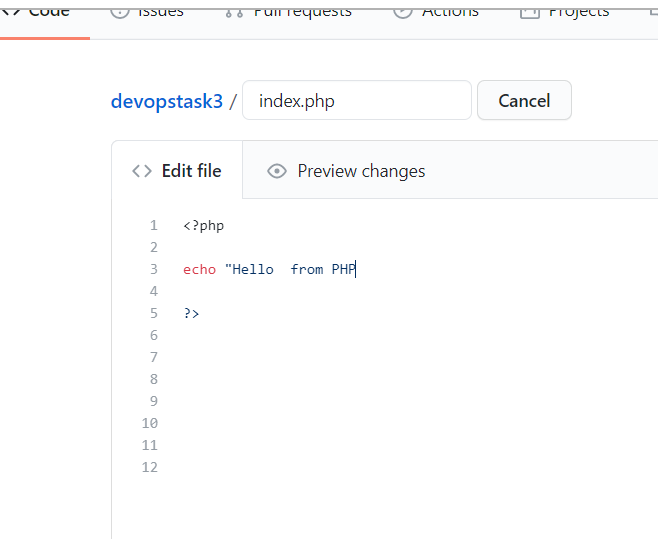 <> Code Issues Pull requests Actions Projects
devopstask3 / index.php Cancel
<> Edit file Preview changes
1 <?php
2
3 echo "Hello  from PHP
4
5 ?>
6
7
8
9
10
11
12